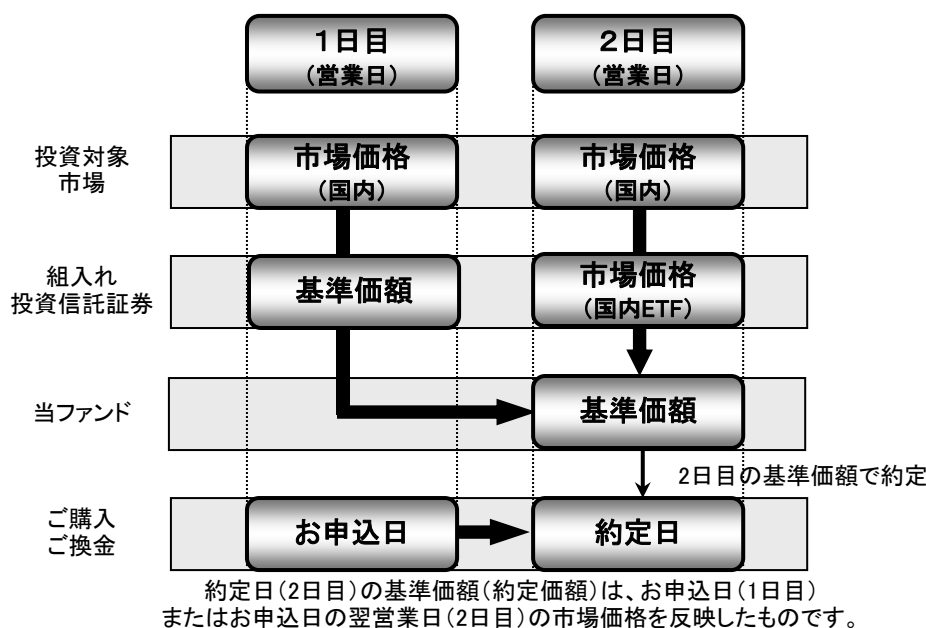 1日目
(営業日)
2日目
(営業日)
投資対象
市場
市場価格
(国内)
市場価格
(国内)
組入れ
投資信託証券
基準価額
市場価格
(国内ETF)
当ファンド
基準価額
2日目の基準価額で約定
ご購入
ご換金
お申込日
約定日
約定日(2日目)の基準価額(約定価額)は、お申込日(1日目)
またはお申込日の翌営業日(2日目)の市場価格を反映したものです。